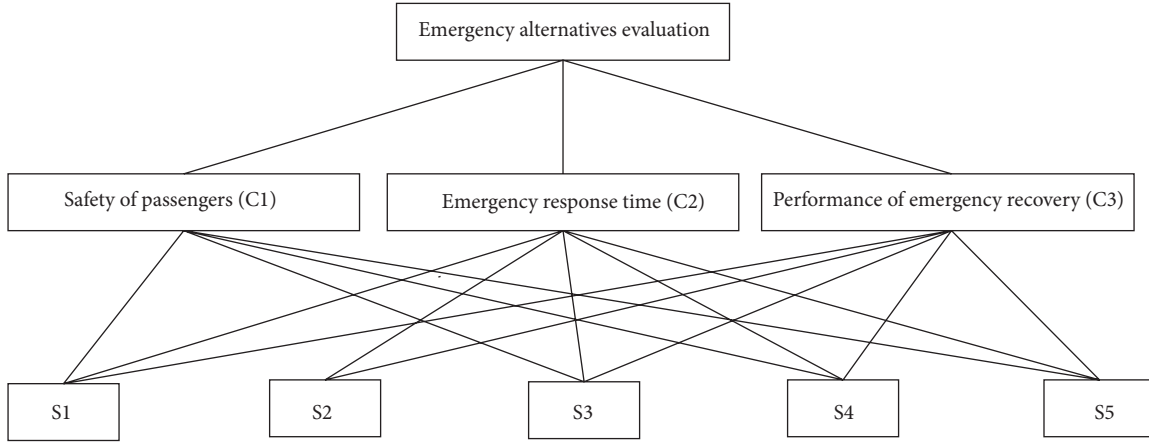 Emergency alternatives evaluation
Safety of passengers (C1)
Emergency response time (C2)
Performance of emergency recovery (C3)
S1
S2
S3
S4
S5